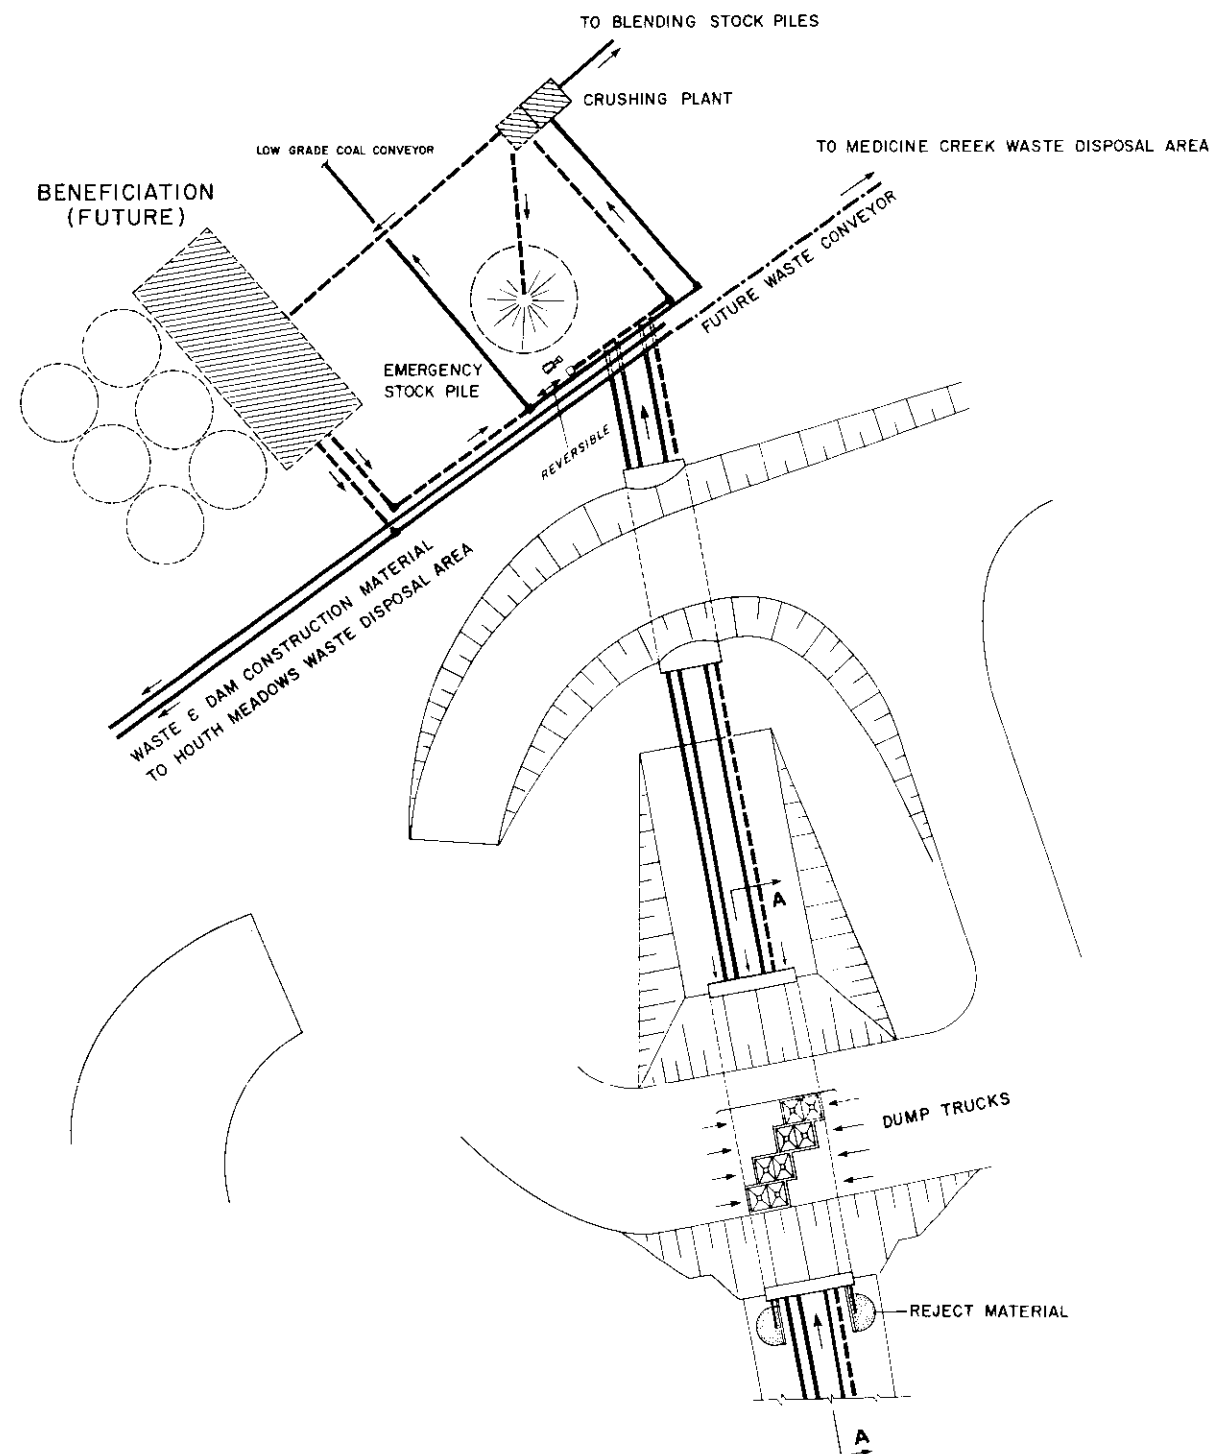 TO BLENDING STOCK PILES
CRUSHING PLANT
LOW GRADE COAL CONVEYOR
TO MEDICINE CREEK WASTE DISPOSAL AREA
BENEFICIATION
(FUTURE)
FUTURE WASTE CONVEYOR
EMERGENCY
STOCK PILE
REVERSIBLE
WASTE & DAM CONSTRUCTION MATERIAL
TO HOUTH MEADOWS WASTE DISPOSAL AREA
A
DUMP TRUCKS
REJECT MATERIAL
A